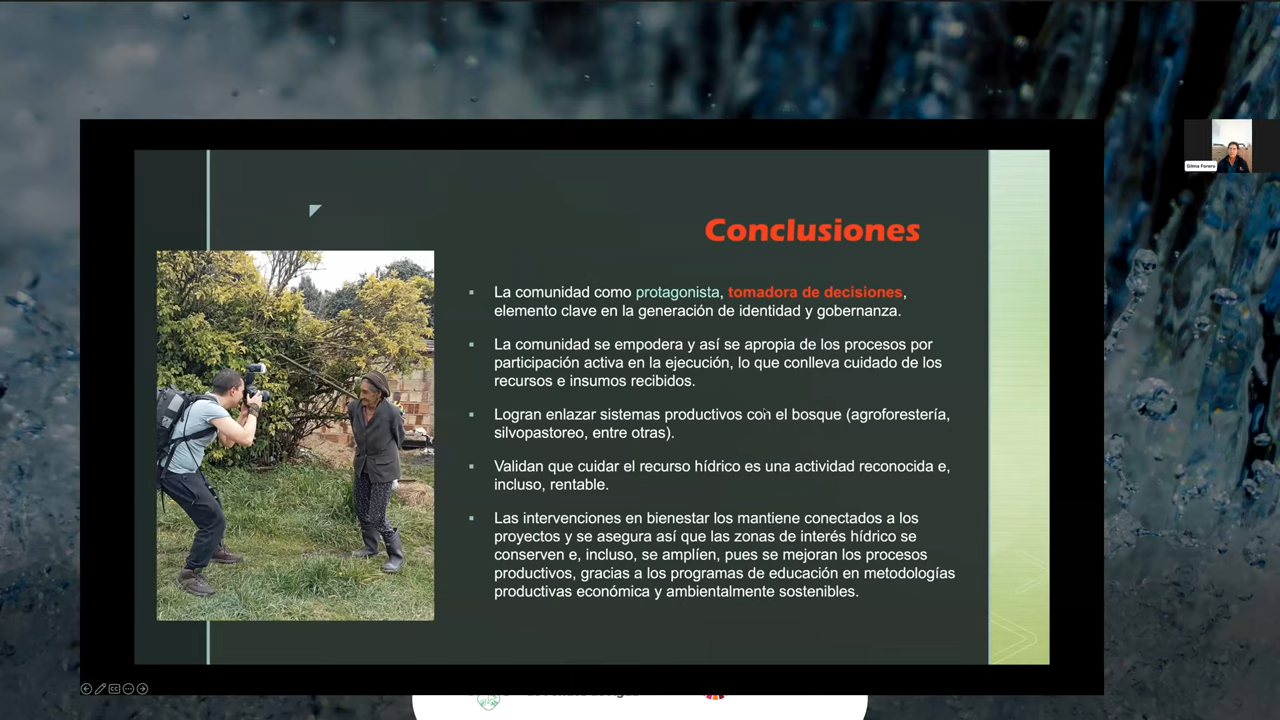 Conclusiones
La comunidad como protagonista, tomadora de decisiones,
elemento clave en la generación de identidad y gobernanza.
La comunidad se empodera y así se apropia de los procesos por
participación activa en la ejecución, lo que conlleva cuidado de los
recursos e insumos recibidos.
Logran enlazar sistemas productivos con el bosque (agroforestería,
silvopastoreo, entre otras).
Validan que cuidar el recurso hídrico es una actividad reconocida e,
incluso, rentable.
Las intervenciones en bienestar los mantiene conectados a los
proyectos y se asegura así que las zonas de interés hídrico se
conserven e, incluso, se amplíen, pues se mejoran los procesos
productivos, gracias a los programas de educación en metodologías
productivas económica y ambientalmente sostenibles.
Gilma Forero